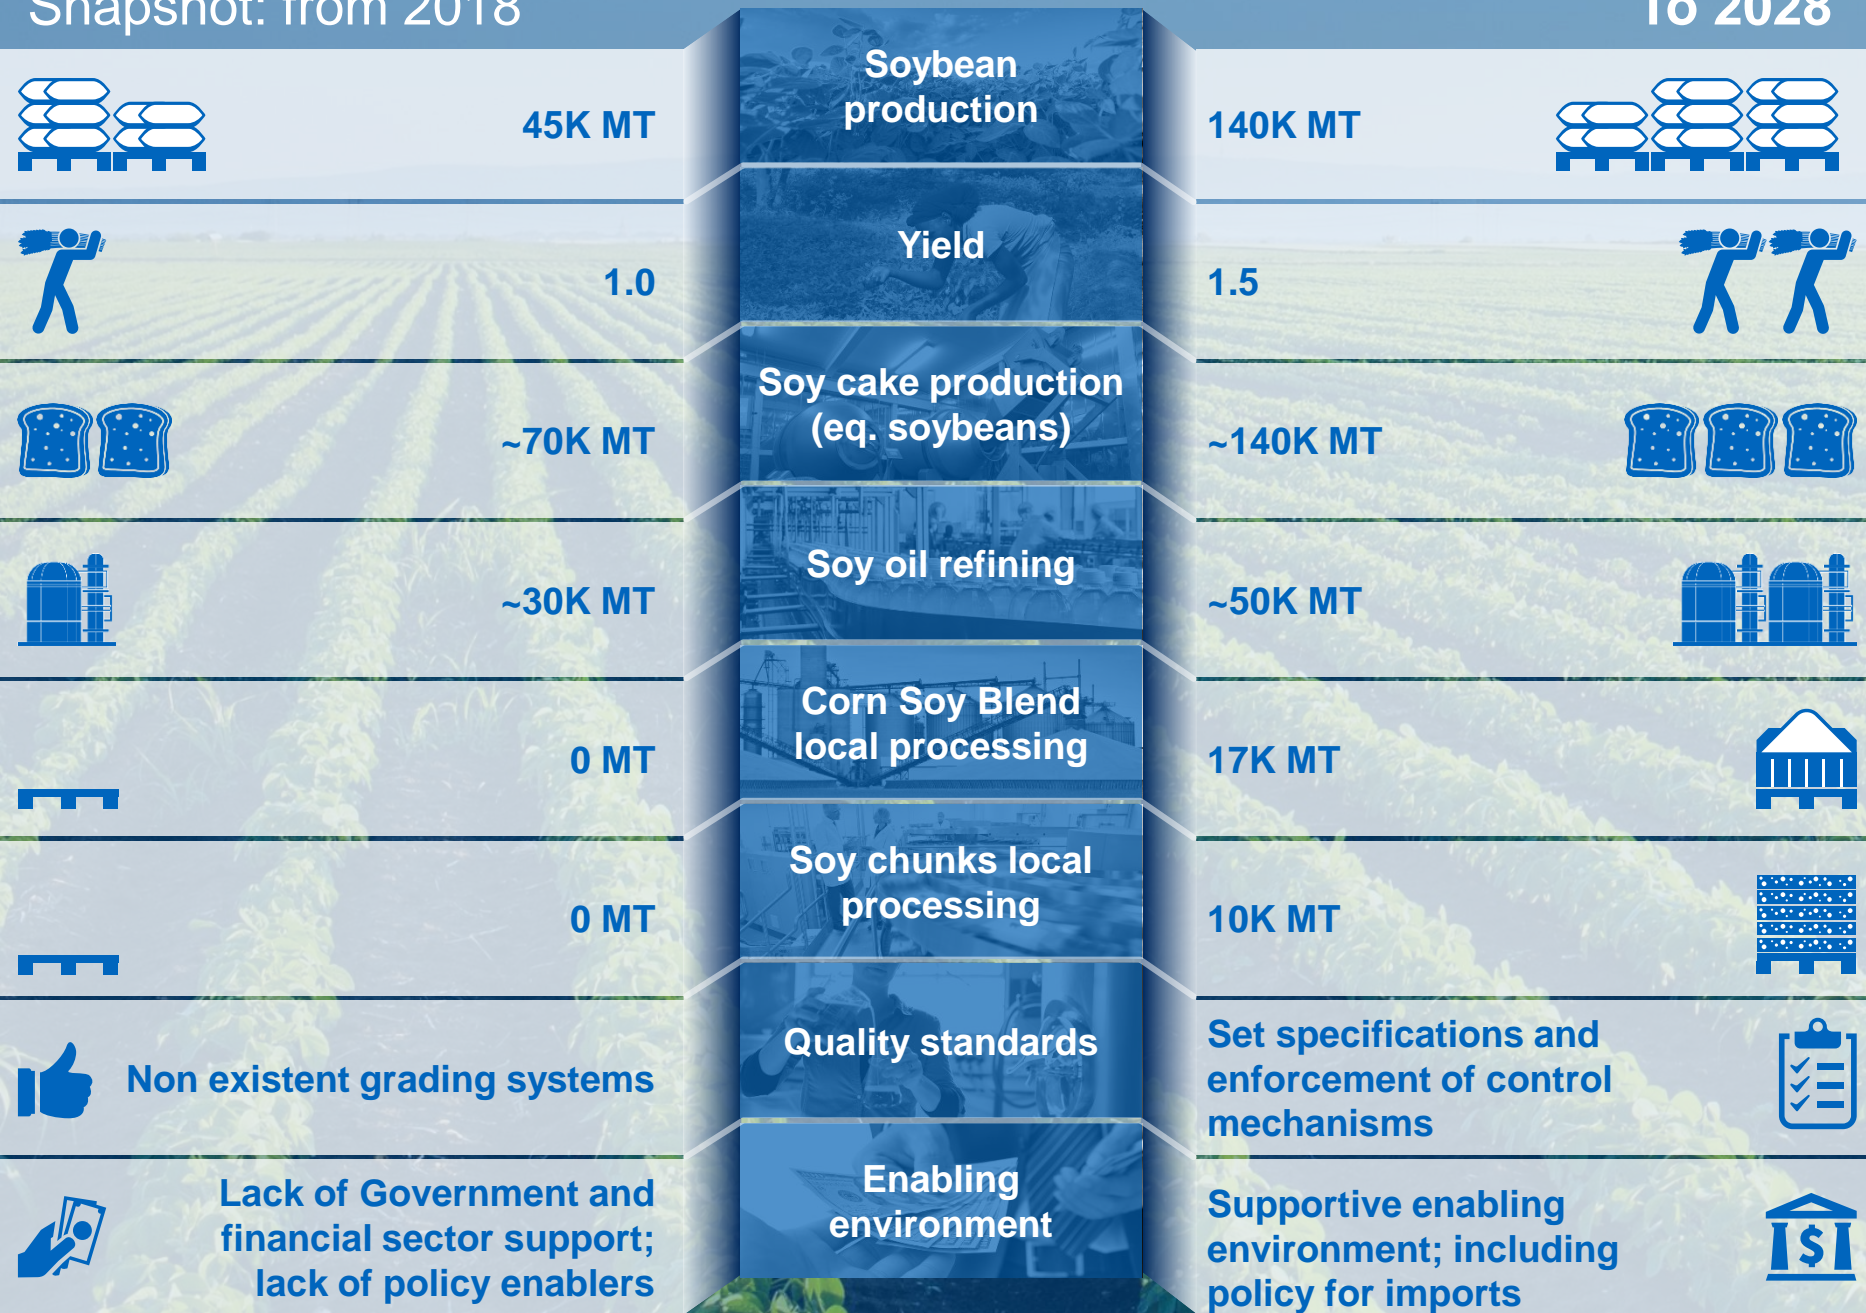 Snapshot: from 2018
To 2028
45K MT
Soybean
production
140K MT
1.0
Yield
1.5
~70K MT
Soy cake production
(eq. soybeans)
~140K MT
~30K MT
Soy oil refining
~50K MT
0 MT
Corn Soy Blend
local processing
17K MT
0 MT
Soy chunks local
processing
10K MT
Non existent grading systems
Quality standards
Set specifications and
enforcement of control
mechanisms
Lack of Government and
financial sector support;
lack of policy enablers
Enabling
environment
Supportive enabling
environment; including
policy for imports
$